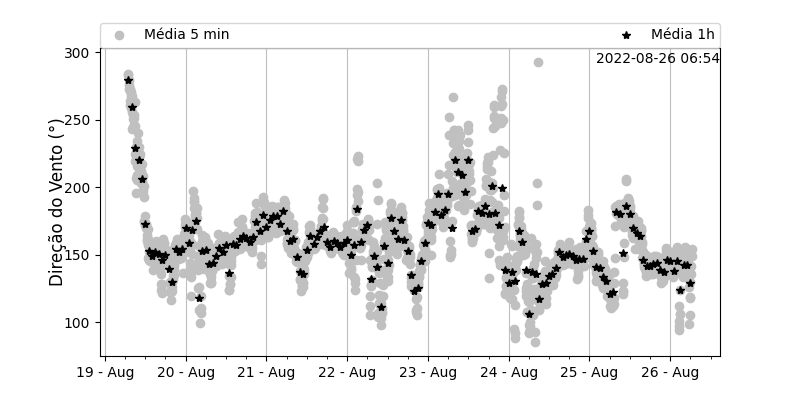 Média 5 min
Média 1h
2022-08-26 06:54
Direção do Vento (°)
300
250
200
150
100
19 - Aug
20 - Aug
21 - Aug
22 - Aug
23 - Aug
24 - Aug
25 - Aug
26 - Aug